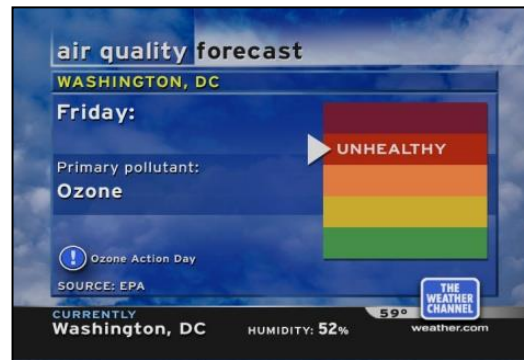 air quality forecast
WASHINGTON, DC
Friday:
UNHEALTHY
Primary pollutant:
Ozone
! Ozone Action Day
SOURCE: EPA
THE
WEATHER
CHANNEL
CURRENTLY
59°
Washington, DC HUMIDITY: 52% weather.com